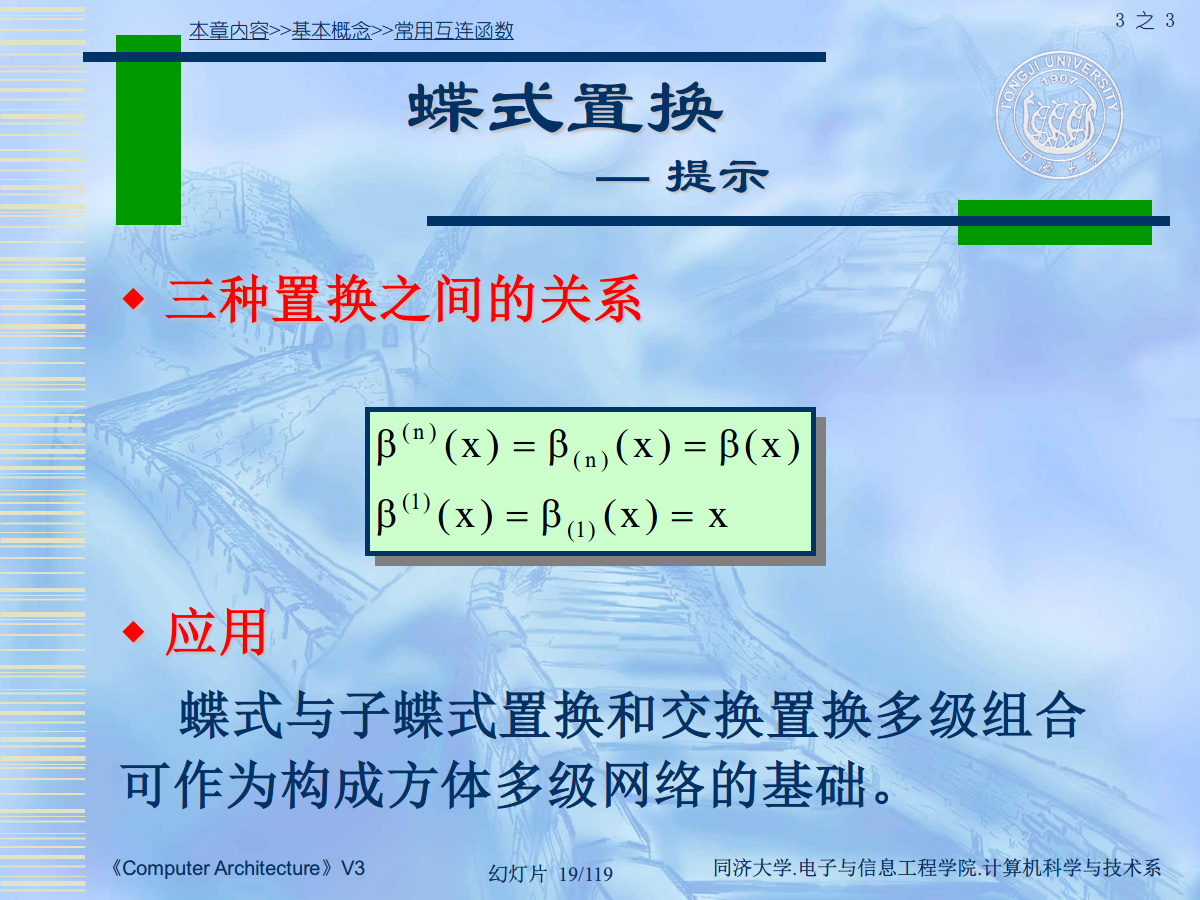 本章内容>>基本概念>>常用互连函数
3 之 3
蝶式置换
TONGJI UNIVERSITY
1907
同济大学
— 提示
◆ 三种置换之间的关系
β⁽ⁿ⁾(x) = β₍ₙ₎(x) = β(x)
β⁽¹⁾(x) = β₍₁₎(x) = x
◆ 应用
蝶式与子蝶式置换和交换置换多级组合
可作为构成方体多级网络的基础。
《Computer Architecture》V3
幻灯片 19/119
同济大学.电子与信息工程学院.计算机科学与技术系